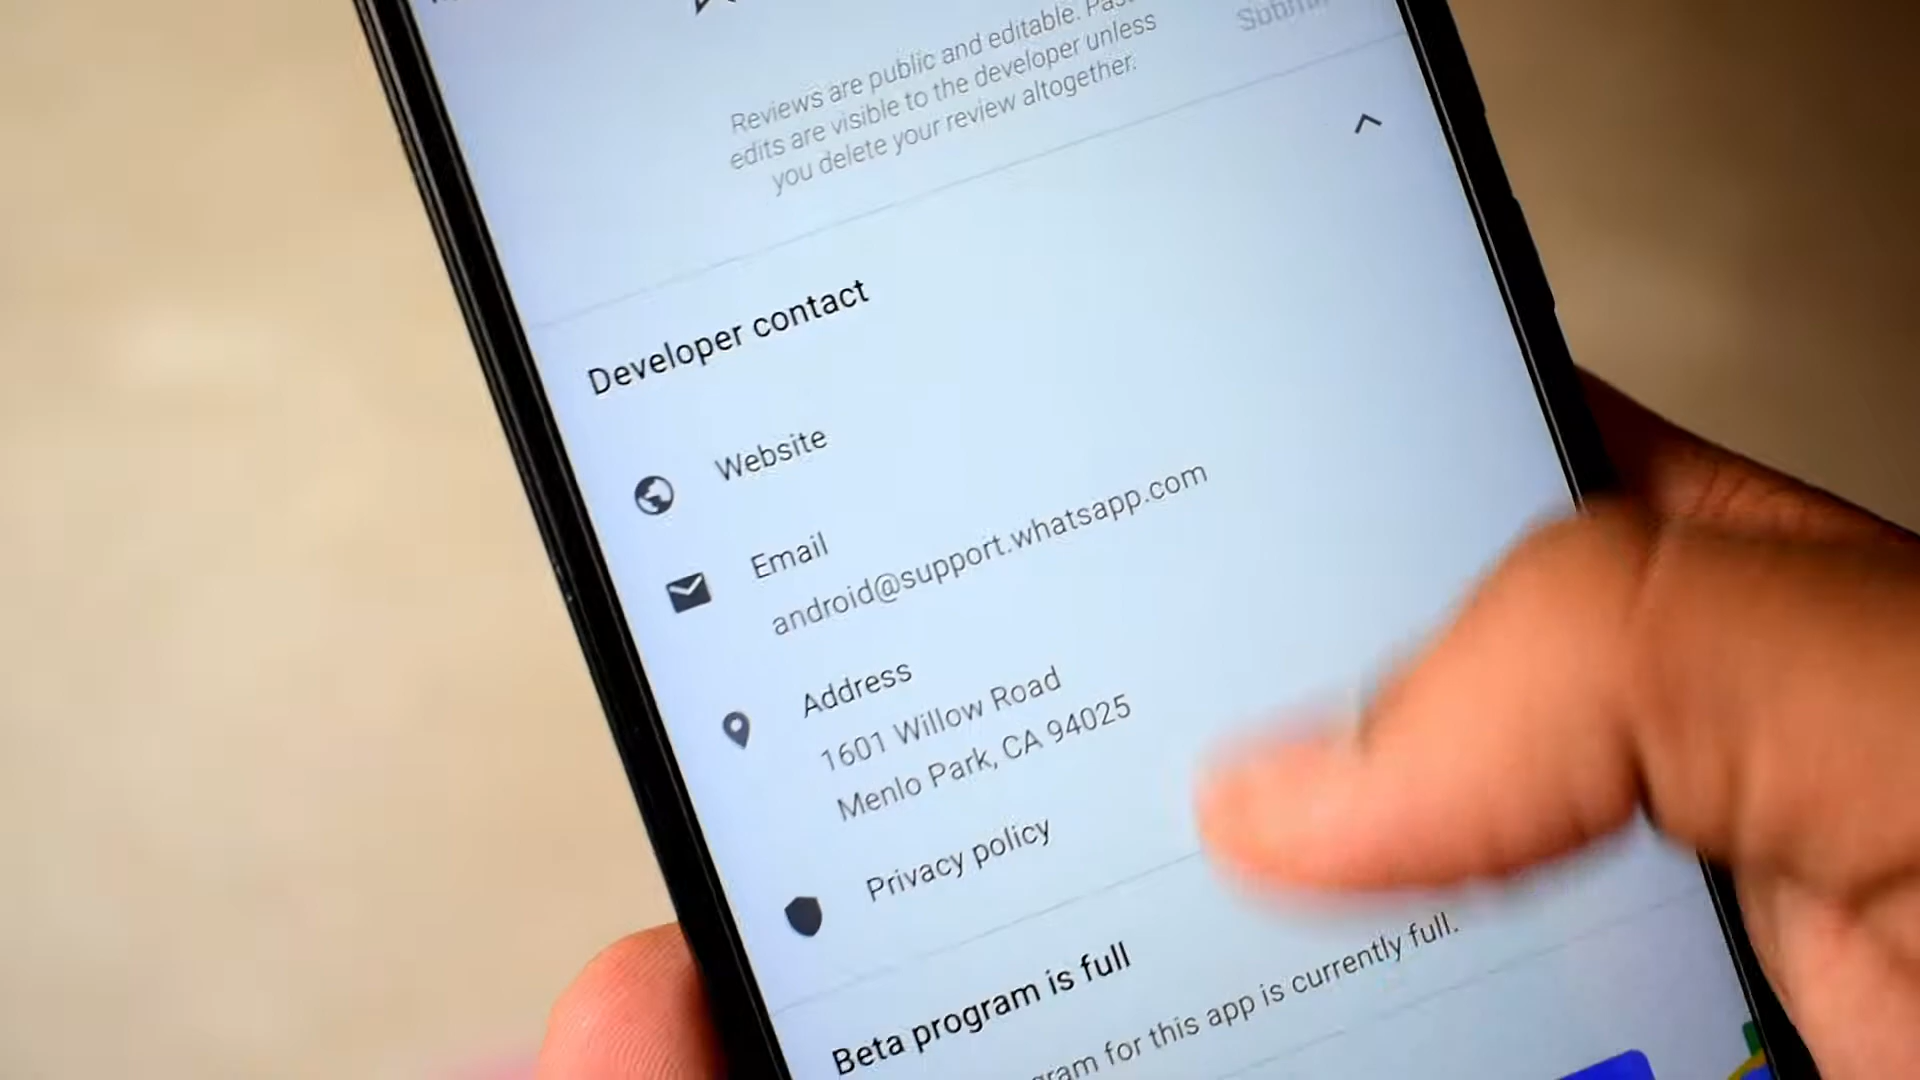 Reviews are public and editable. Past
edits are visible to the developer unless
you delete your review altogether.
Submit
Developer contact
Website
Email
android@support.whatsapp.com
Address
1601 Willow Road
Menlo Park, CA 94025
Privacy policy
Beta program is full
for this app is currently full.